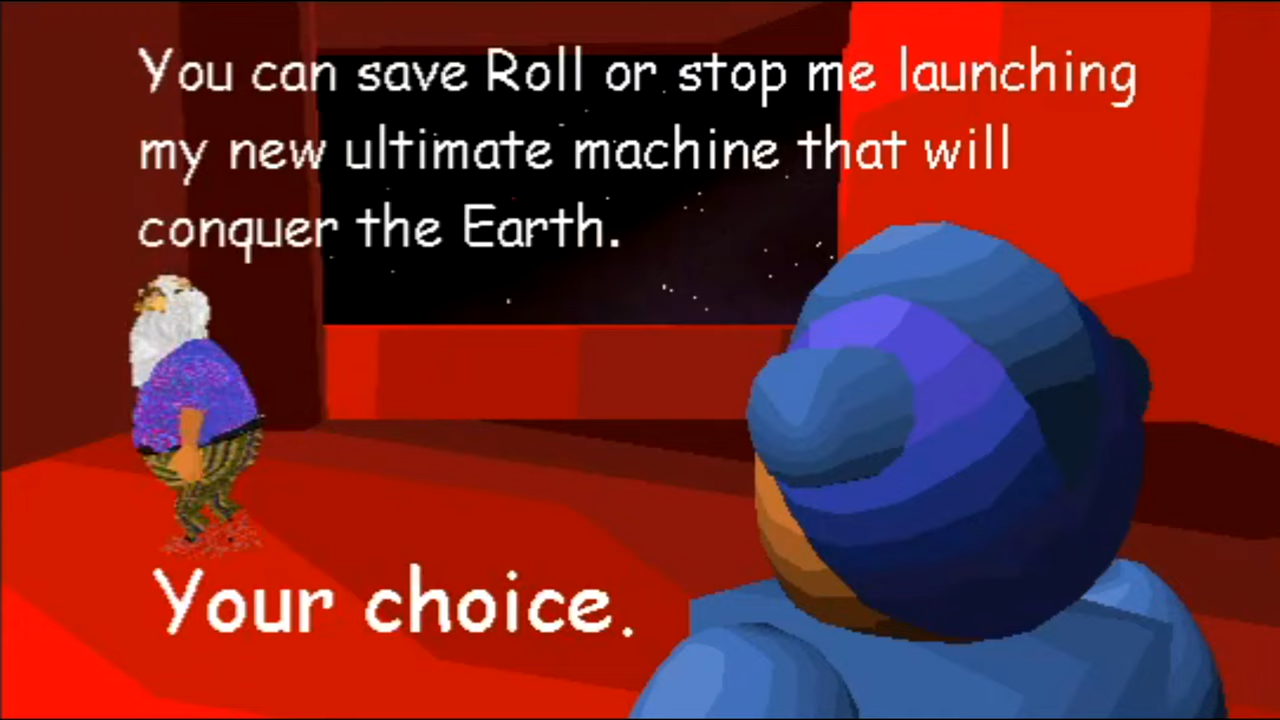 You can save Roll or stop me launching
my new ultimate machine that will
conquer the Earth.
Your choice.